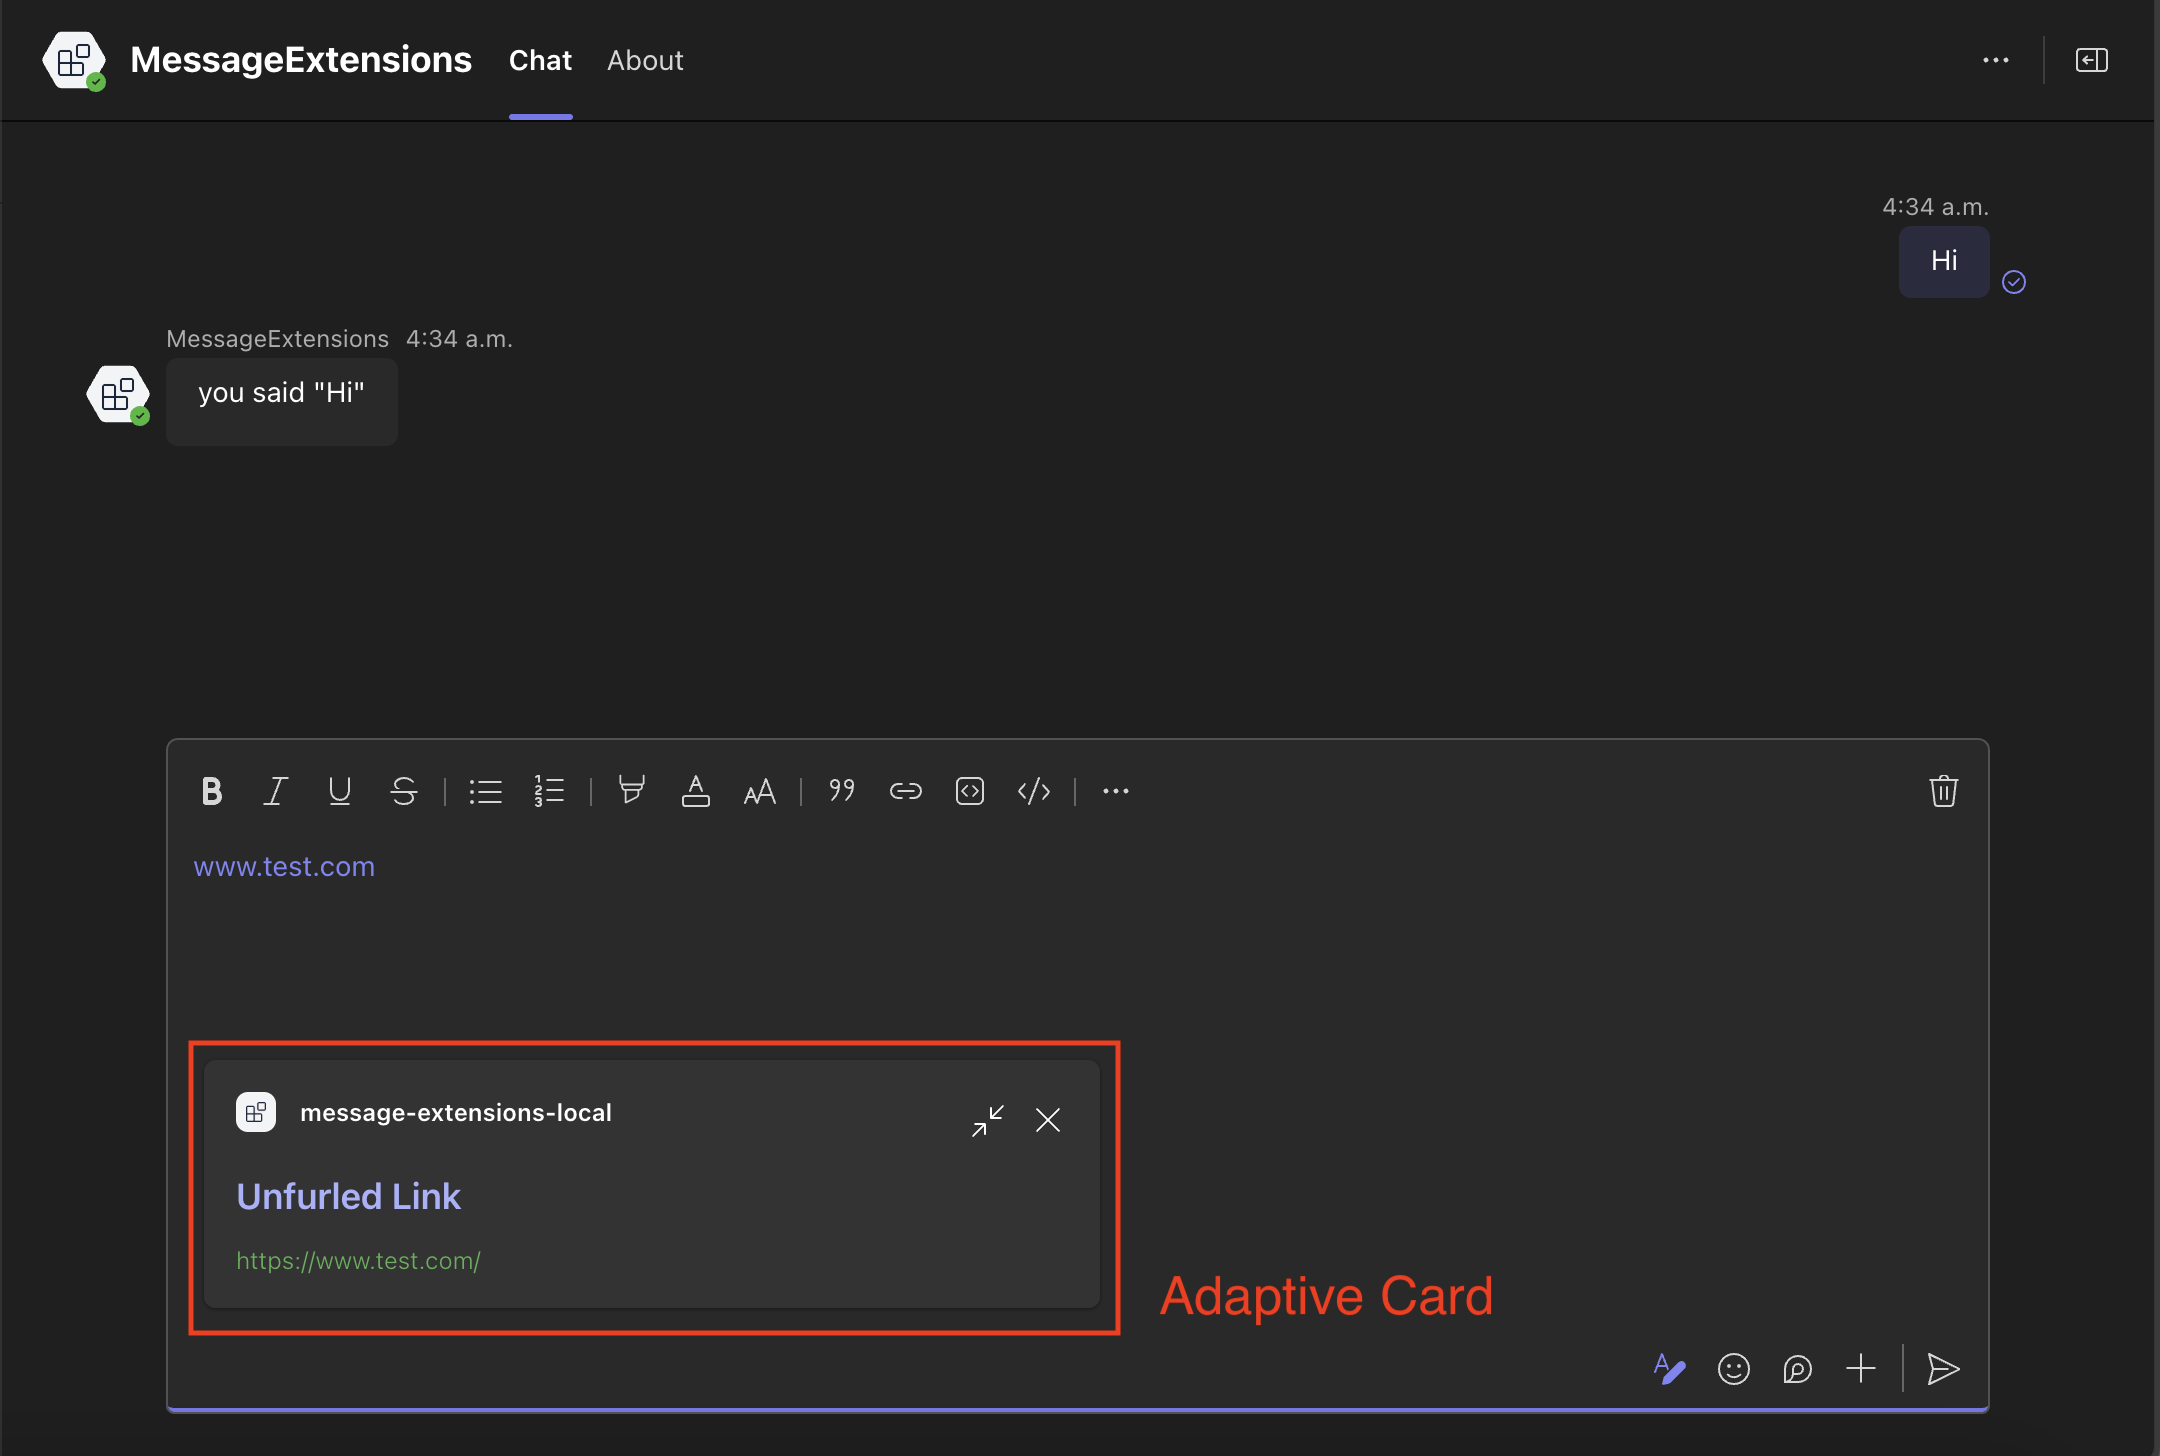 MessageExtensions Chat About
4:34 a.m.
Hi
MessageExtensions 4:34 a.m.
you said "Hi"
www.test.com
message-extensions-local
Unfurled Link
https://www.test.com/
Adaptive Card